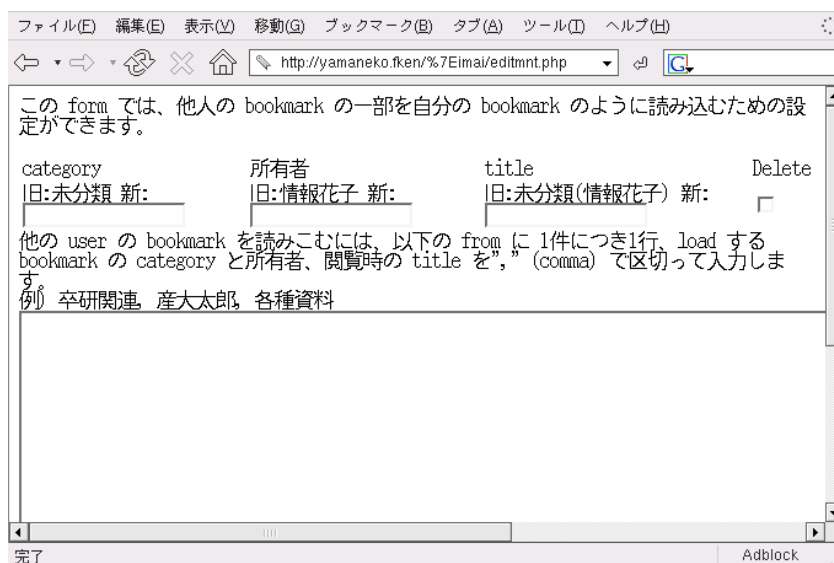 ファイル(F) 編集(E) 表示(V) 移動(G) ブックマーク(B) タブ(A) ツール(T) ヘルプ(H)
http://yamaneko.fken/%7Eimai/editmnt.php G
この form では、他人の bookmark の一部を自分の bookmark のように読み込むための設
定ができます。
category 所有者 title Delete
旧:未分類 新: 旧:情報花子 新: 旧:未分類(情報花子) 新:
他の user の bookmark を読みこむには、以下の from に 1件につき1行、load する
bookmark の category と所有者、閲覧時の title を”,” (comma) で区切って入力しま
す。
例) 卒研関連, 産大太郎, 各種資料
完了 Adblock